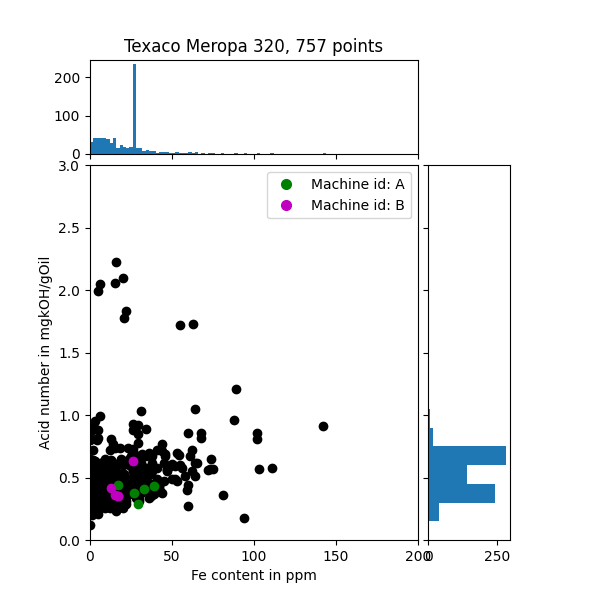 Texaco Meropa 320, 757 points
200
100
0
3.0
2.5
2.0
1.5
1.0
0.5
0.0
Acid number in mgkOH/gOil
Machine id: A
Machine id: B
0 50 100 150 200
0 250
Fe content in ppm